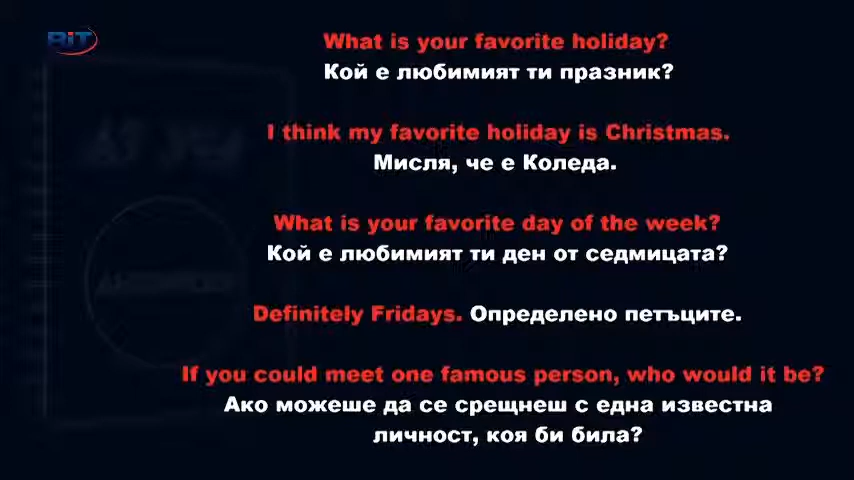 BiT
What is your favorite holiday?
Кой е любимият ти празник?
I think my favorite holiday is Christmas.
Мисля, че е Коледа.
What is your favorite day of the week?
Кой е любимият ти ден от седмицата?
Definitely Fridays. Определено петъците.
If you could meet one famous person, who would it be?
Ако можеше да се срещнеш с една известна
личност, коя би била?